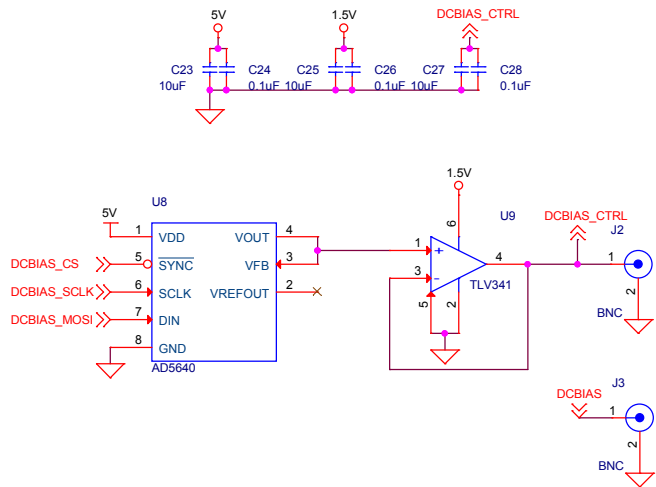 5V 1.5V DCBIAS_CTRL
C23 C24 C25 C26 C27 C28
10uF 0.1uF 10uF 0.1uF 10uF 0.1uF
U8 1.5V U9
5V 1 VDD VOUT 4 6 DCBIAS_CTRL J2
DCBIAS_CS 5 SYNC VFB 3 1 + 4 1
DCBIAS_SCLK 6 SCLK VREFOUT 2 3 - TLV341 2
DCBIAS_MOSI 7 DIN 5 2 BNC
8 GND
AD5640
DCBIAS J3
1
2
BNC